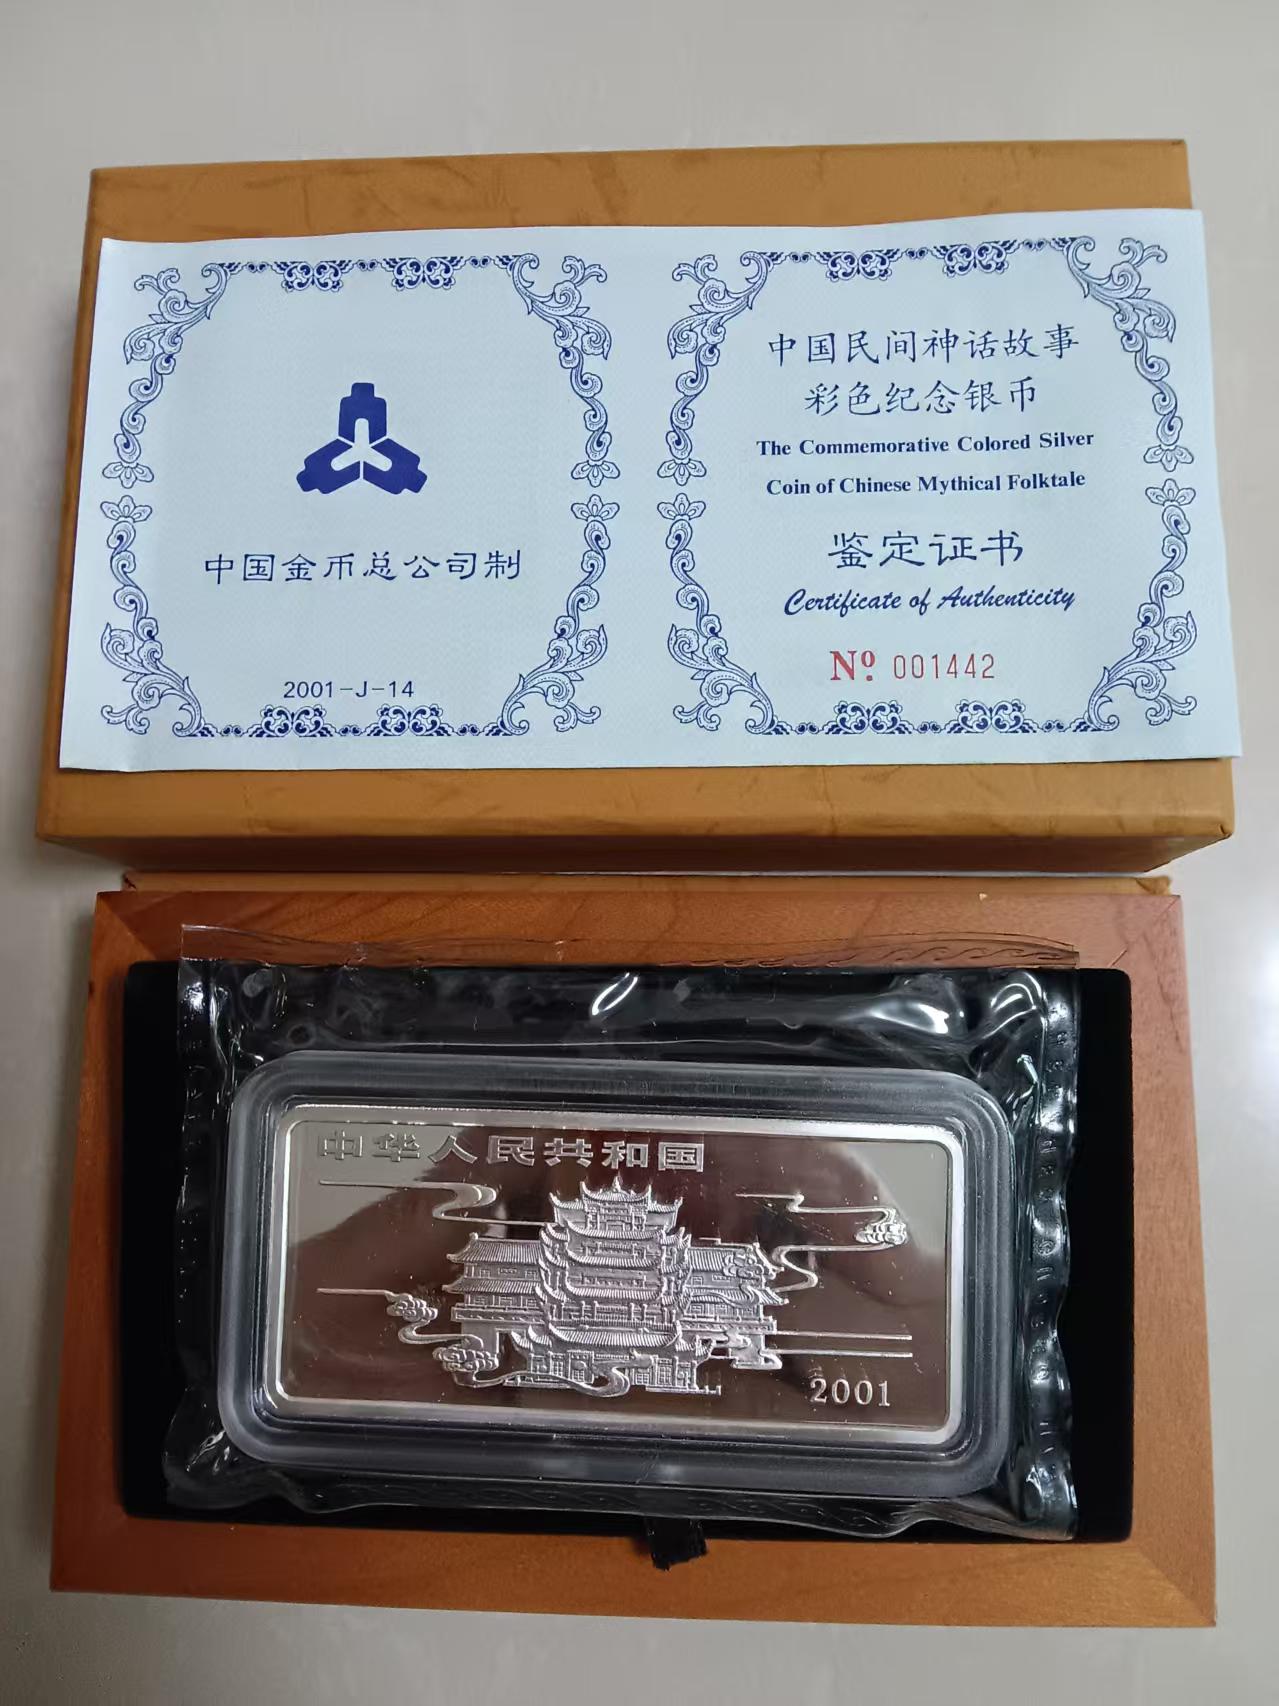 中国金币总公司制
2001-J-14
中国民间神话故事
彩色纪念银币
The Commemorative Colored Silver
Coin of Chinese Mythical Folktale
鉴定证书
Certificate of Authenticity
Nº. 001442
中华人民共和国
2001